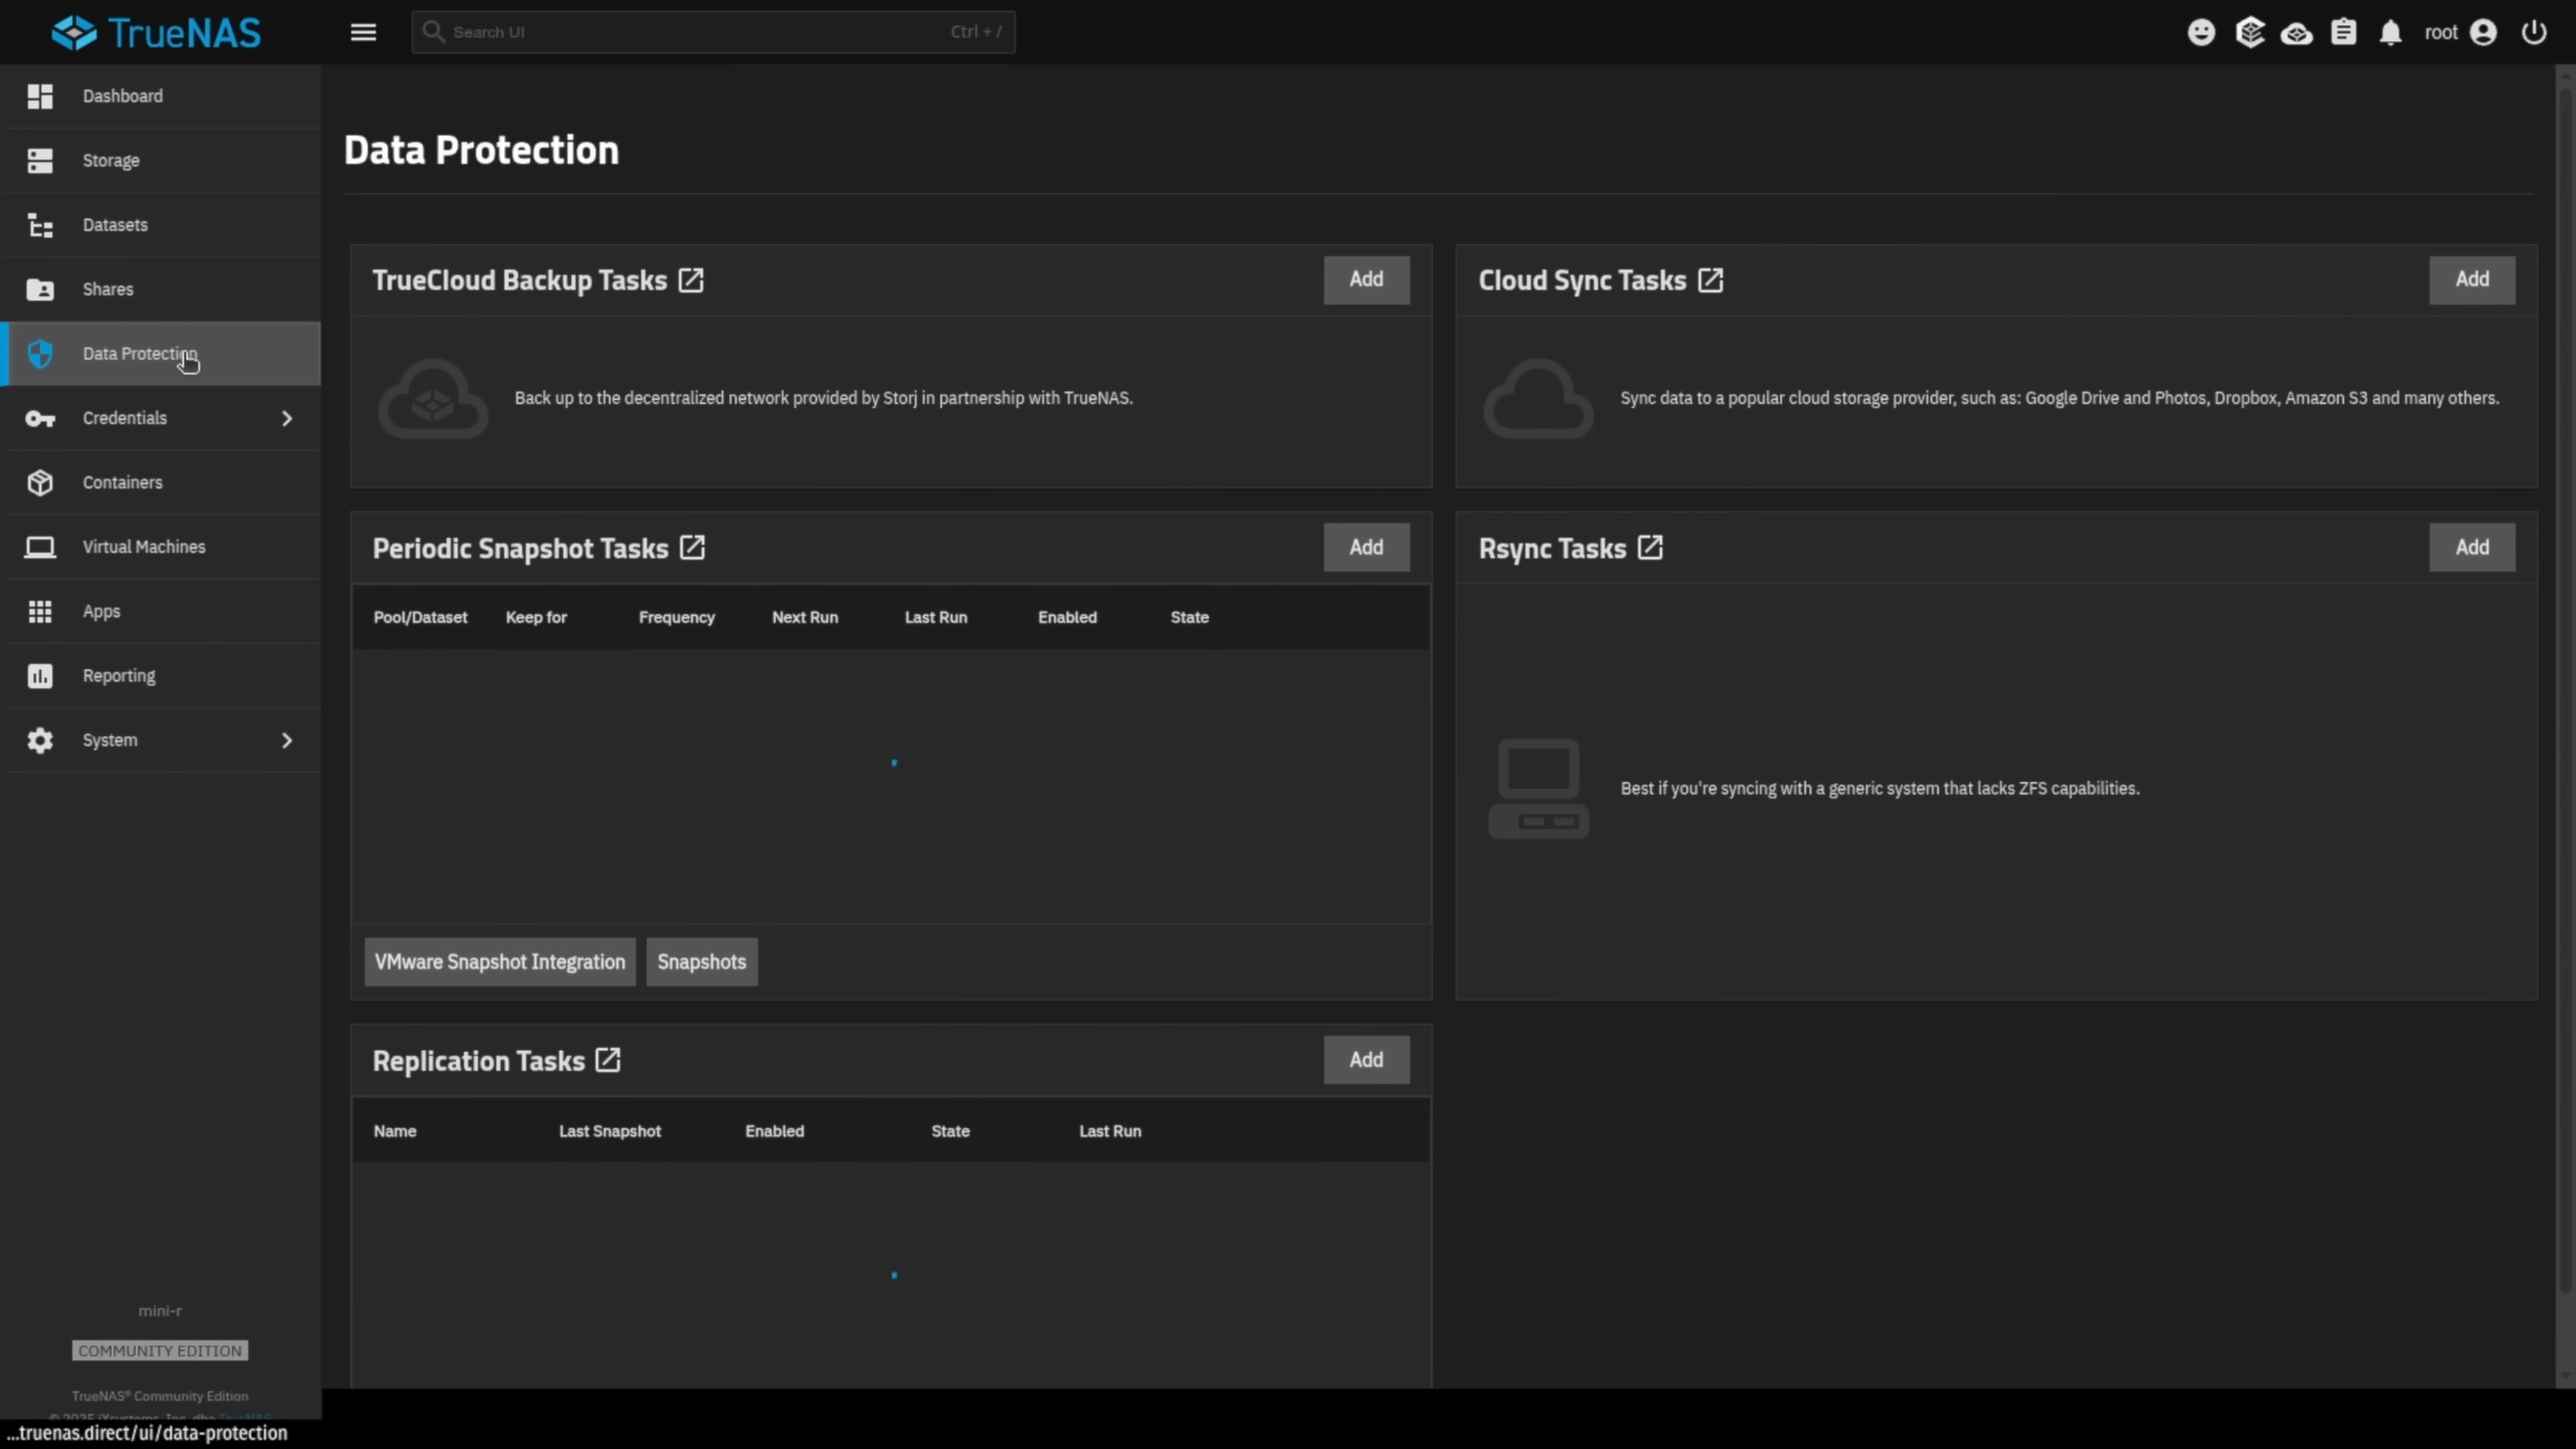 TrueNAS
Search UI
Ctrl + /
root
Dashboard
Storage
Datasets
Shares
Data Protection
Credentials
Containers
Virtual Machines
Apps
Reporting
System
mini-r
COMMUNITY EDITION
TrueNAS® Community Edition
© 2025 iXsystems, Inc. dba TrueNAS
...truenas.direct/ui/data-protection
Data Protection
TrueCloud Backup Tasks
Add
Back up to the decentralized network provided by Storj in partnership with TrueNAS.
Cloud Sync Tasks
Add
Sync data to a popular cloud storage provider, such as: Google Drive and Photos, Dropbox, Amazon S3 and many others.
Periodic Snapshot Tasks
Add
Pool/Dataset Keep for Frequency Next Run Last Run Enabled State
VMware Snapshot Integration
Snapshots
Rsync Tasks
Add
Best if you're syncing with a generic system that lacks ZFS capabilities.
Replication Tasks
Add
Name Last Snapshot Enabled State Last Run